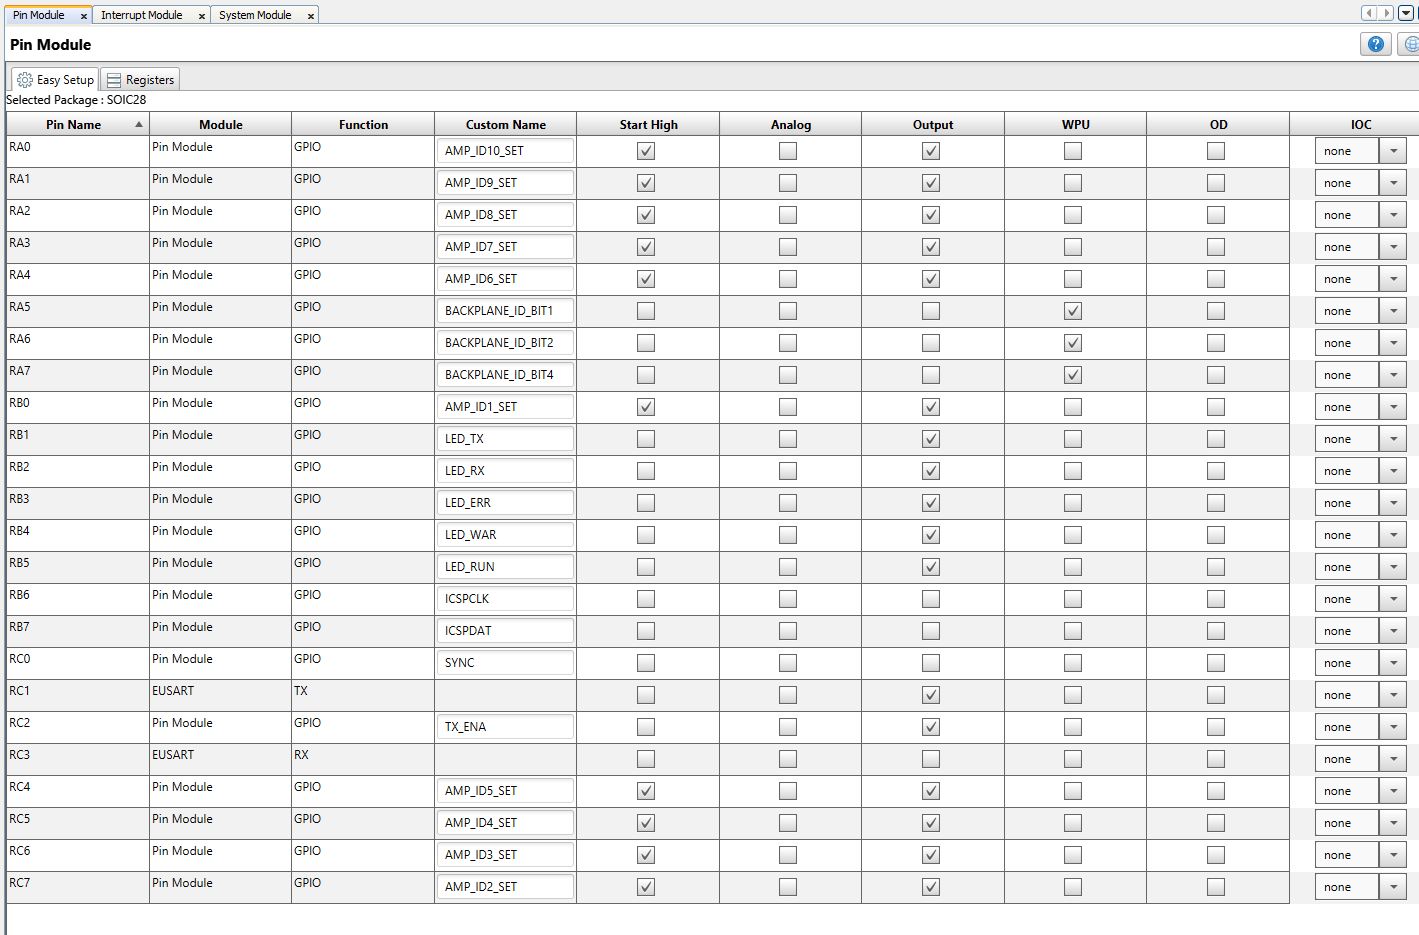 Pin Module × Interrupt Module × System Module ×
Pin Module
Easy Setup Registers
Selected Package : SOIC28
Pin Name Module Function Custom Name Start High Analog Output WPU OD IOC
RA0 Pin Module GPIO AMP_ID10_SET none
RA1 Pin Module GPIO AMP_ID9_SET none
RA2 Pin Module GPIO AMP_ID8_SET none
RA3 Pin Module GPIO AMP_ID7_SET none
RA4 Pin Module GPIO AMP_ID6_SET none
RA5 Pin Module GPIO BACKPLANE_ID_BIT1 none
RA6 Pin Module GPIO BACKPLANE_ID_BIT2 none
RA7 Pin Module GPIO BACKPLANE_ID_BIT4 none
RB0 Pin Module GPIO AMP_ID1_SET none
RB1 Pin Module GPIO LED_TX none
RB2 Pin Module GPIO LED_RX none
RB3 Pin Module GPIO LED_ERR none
RB4 Pin Module GPIO LED_WAR none
RB5 Pin Module GPIO LED_RUN none
RB6 Pin Module GPIO ICSPCLK none
RB7 Pin Module GPIO ICSPDAT none
RC0 Pin Module GPIO SYNC none
RC1 EUSART TX none
RC2 Pin Module GPIO TX_ENA none
RC3 EUSART RX none
RC4 Pin Module GPIO AMP_ID5_SET none
RC5 Pin Module GPIO AMP_ID4_SET none
RC6 Pin Module GPIO AMP_ID3_SET none
RC7 Pin Module GPIO AMP_ID2_SET none